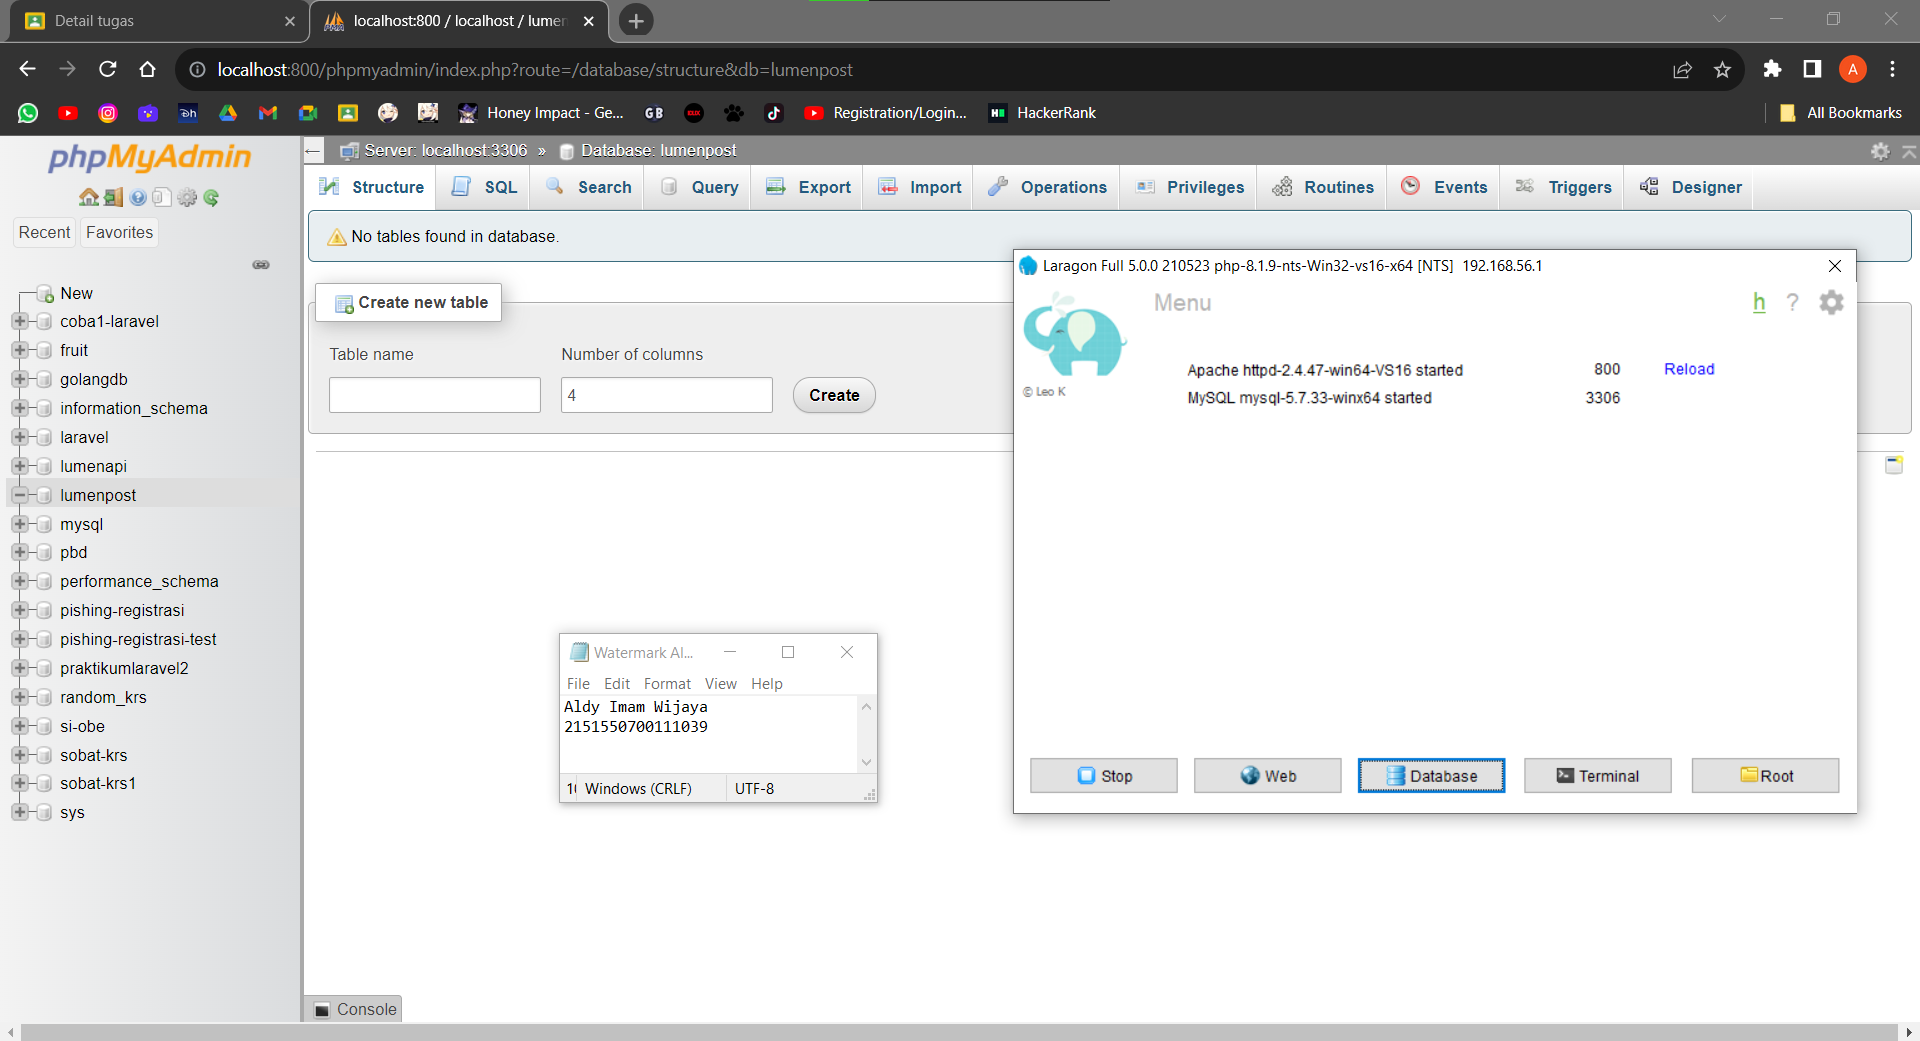 Detail tugas
localhost:800 / localhost / lumen
localhost:800/phpmyadmin/index.php?route=/database/structure&db=lumenpost
A
Honey Impact - Ge...
GB
Registration/Login...
HackerRank
All Bookmarks
phpMyAdmin
Server: localhost:3306 » Database: lumenpost
Structure
SQL
Search
Query
Export
Import
Operations
Privileges
Routines
Events
Triggers
Designer
Recent
Favorites
No tables found in database.
New
coba1-laravel
fruit
golangdb
information_schema
laravel
lumenapi
lumenpost
mysql
pbd
performance_schema
pishing-registrasi
pishing-registrasi-test
praktikumlaravel2
random_krs
si-obe
sobat-krs
sobat-krs1
sys
Create new table
Table name
Number of columns
4
Create
Console
Laragon Full 5.0.0 210523 php-8.1.9-nts-Win32-vs16-x64 [NTS] 192.168.56.1
Menu
h ?
© Leo K
Apache httpd-2.4.47-win64-VS16 started 800 Reload
MySQL mysql-5.7.33-winx64 started 3306
Stop
Web
Database
Terminal
Root
Watermark Al...
File Edit Format View Help
Aldy Imam Wijaya
2151550700111039
Windows (CRLF)
UTF-8